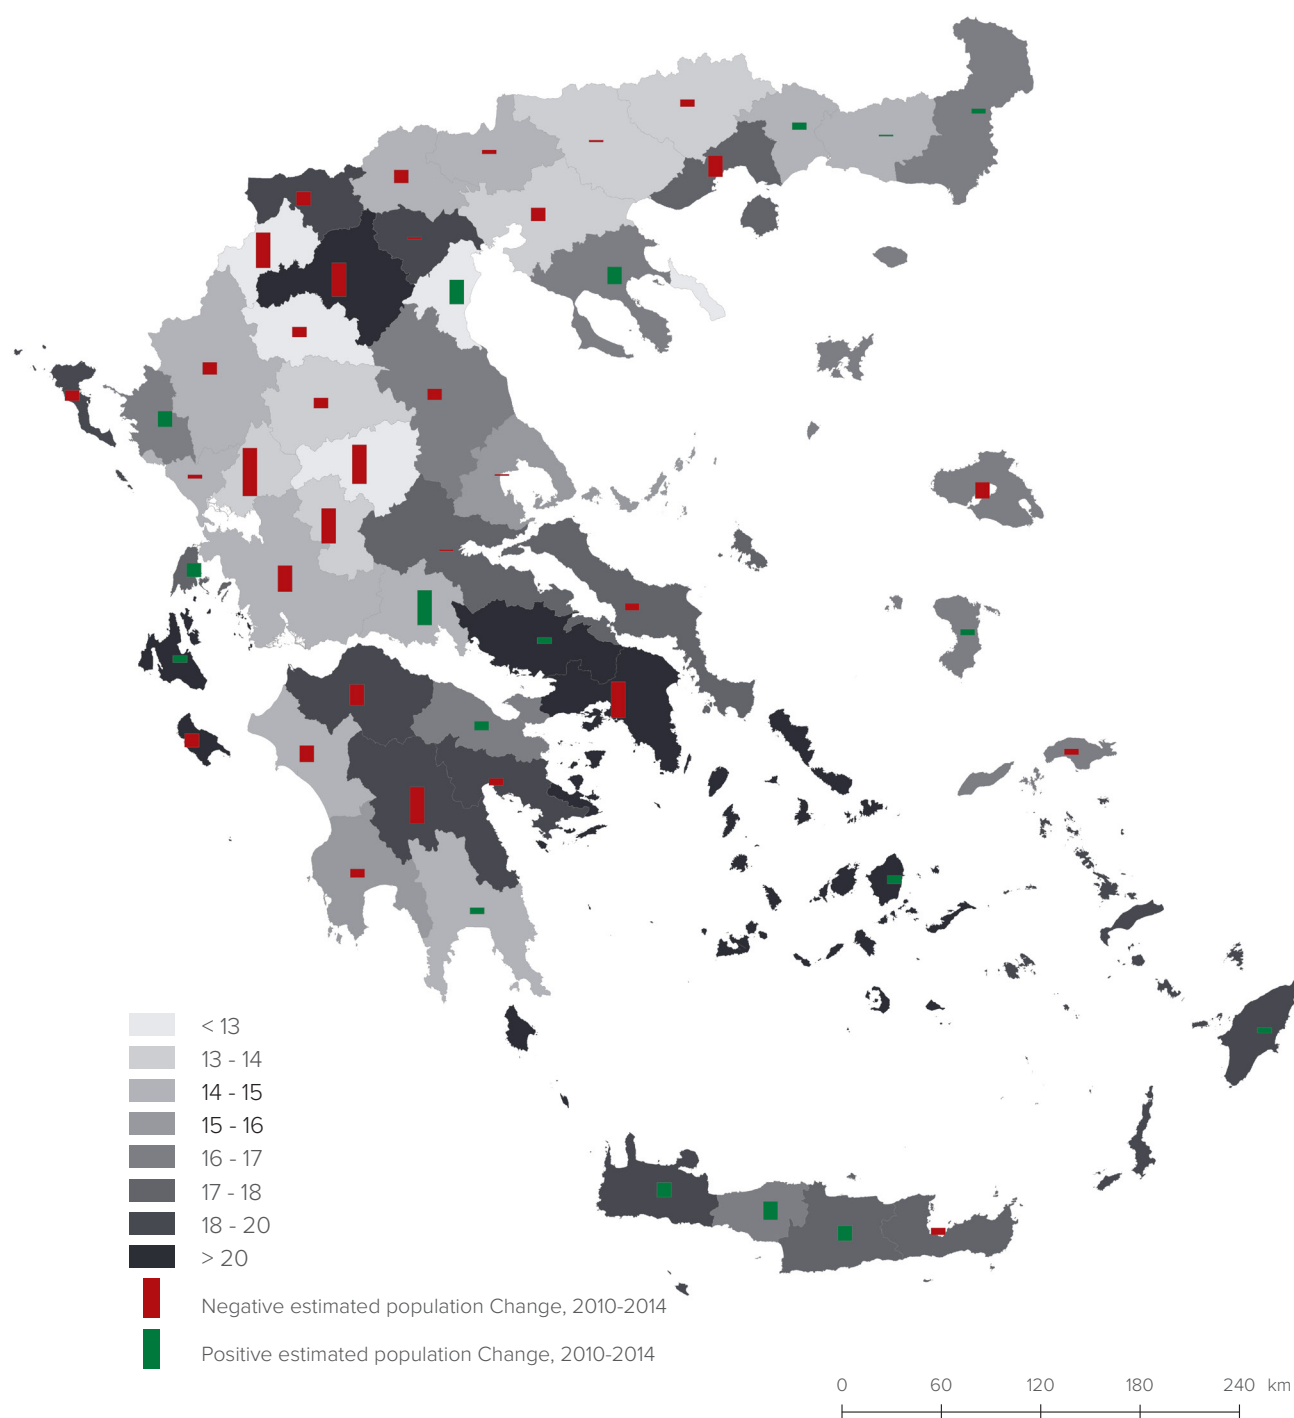 < 13
13 - 14
14 - 15
15 - 16
16 - 17
17 - 18
18 - 20
> 20
Negative estimated population Change, 2010-2014
Positive estimated population Change, 2010-2014
0 60 120 180 240 km